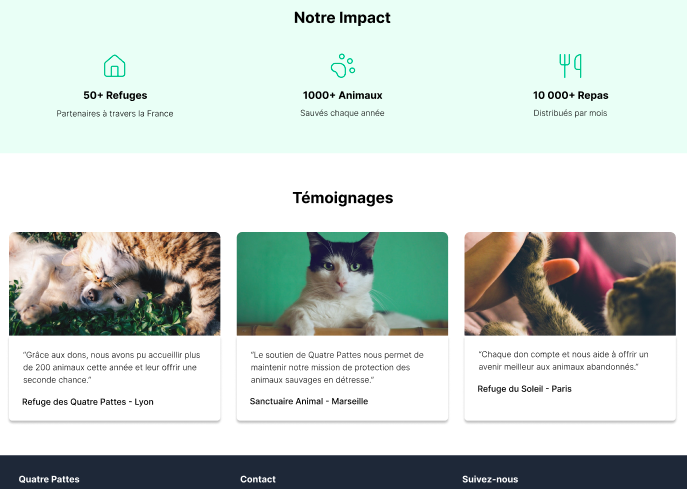 Notre Impact
50+ Refuges
Partenaires à travers la France
1000+ Animaux
Sauvés chaque année
10 000+ Repas
Distribués par mois
Témoignages
“Grâce aux dons, nous avons pu accueillir plus
de 200 animaux cette année et leur offrir une
seconde chance.”
Refuge des Quatre Pattes - Lyon
“Le soutien de Quatre Pattes nous permet de
maintenir notre mission de protection des
animaux sauvages en détresse.”
Sanctuaire Animal - Marseille
“Chaque don compte et nous aide à offrir un
avenir meilleur aux animaux abandonnés.”
Refuge du Soleil - Paris
Quatre Pattes
Contact
Suivez-nous